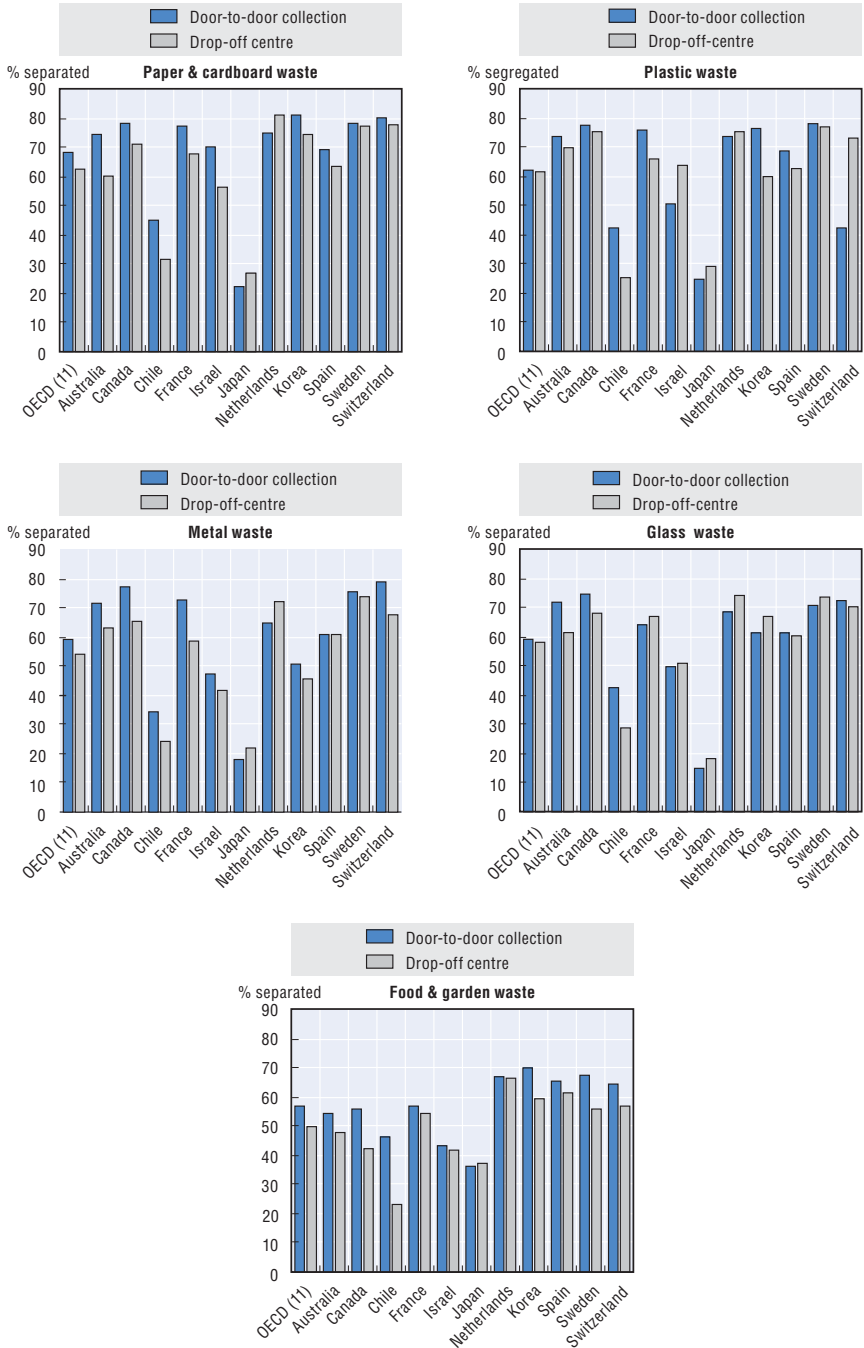 Door-to-door collection
Drop-off centre
% separated
Paper & cardboard waste
90
80
70
60
50
40
30
20
10
0
OECD (11)
Australia
Canada
Chile
France
Israel
Japan
Netherlands
Korea
Spain
Sweden
Switzerland
Door-to-door collection
Drop-off-centre
% segregated
Plastic waste
90
80
70
60
50
40
30
20
10
0
OECD (11)
Australia
Canada
Chile
France
Israel
Japan
Netherlands
Korea
Spain
Sweden
Switzerland
Door-to-door collection
Drop-off-centre
% separated
Metal waste
90
80
70
60
50
40
30
20
10
0
OECD (11)
Australia
Canada
Chile
France
Israel
Japan
Netherlands
Korea
Spain
Sweden
Switzerland
Door-to-door collection
Drop-off-centre
% separated
Glass waste
90
80
70
60
50
40
30
20
10
0
OECD (11)
Australia
Canada
Chile
France
Israel
Japan
Netherlands
Korea
Spain
Sweden
Switzerland
Door-to-door collection
Drop-off centre
% separated
Food & garden waste
90
80
70
60
50
40
30
20
10
0
OECD (11)
Australia
Canada
Chile
France
Israel
Japan
Netherlands
Korea
Spain
Sweden
Switzerland